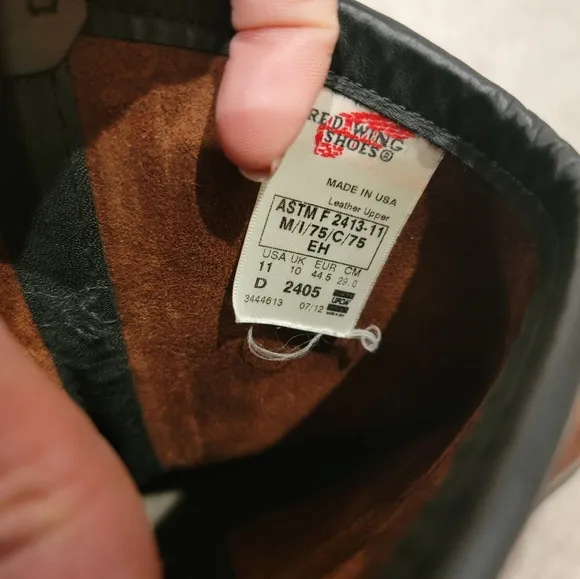 RED WING
SHOES®
MADE IN USA
Leather Upper
ASTM F 2413-11
M/I/75/C/75
EH
USA UK EUR CM
11 10 44.5 29.0
D 2405
3444613 07/12